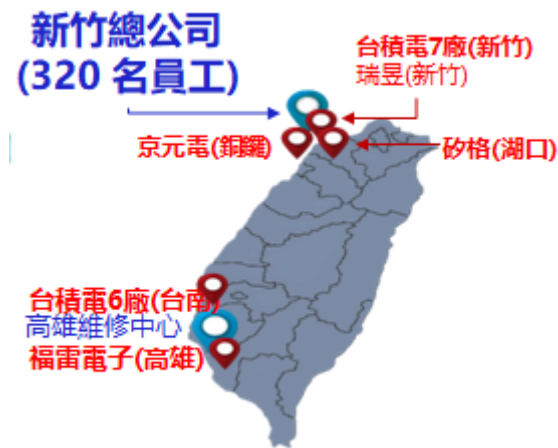 新竹總公司
(320 名員工)
台積電7廠(新竹)
瑞昱(新竹)
京元電(銅鑼)
矽格(湖口)
台積電6廠(台南)
高雄維修中心
福雷電子(高雄)